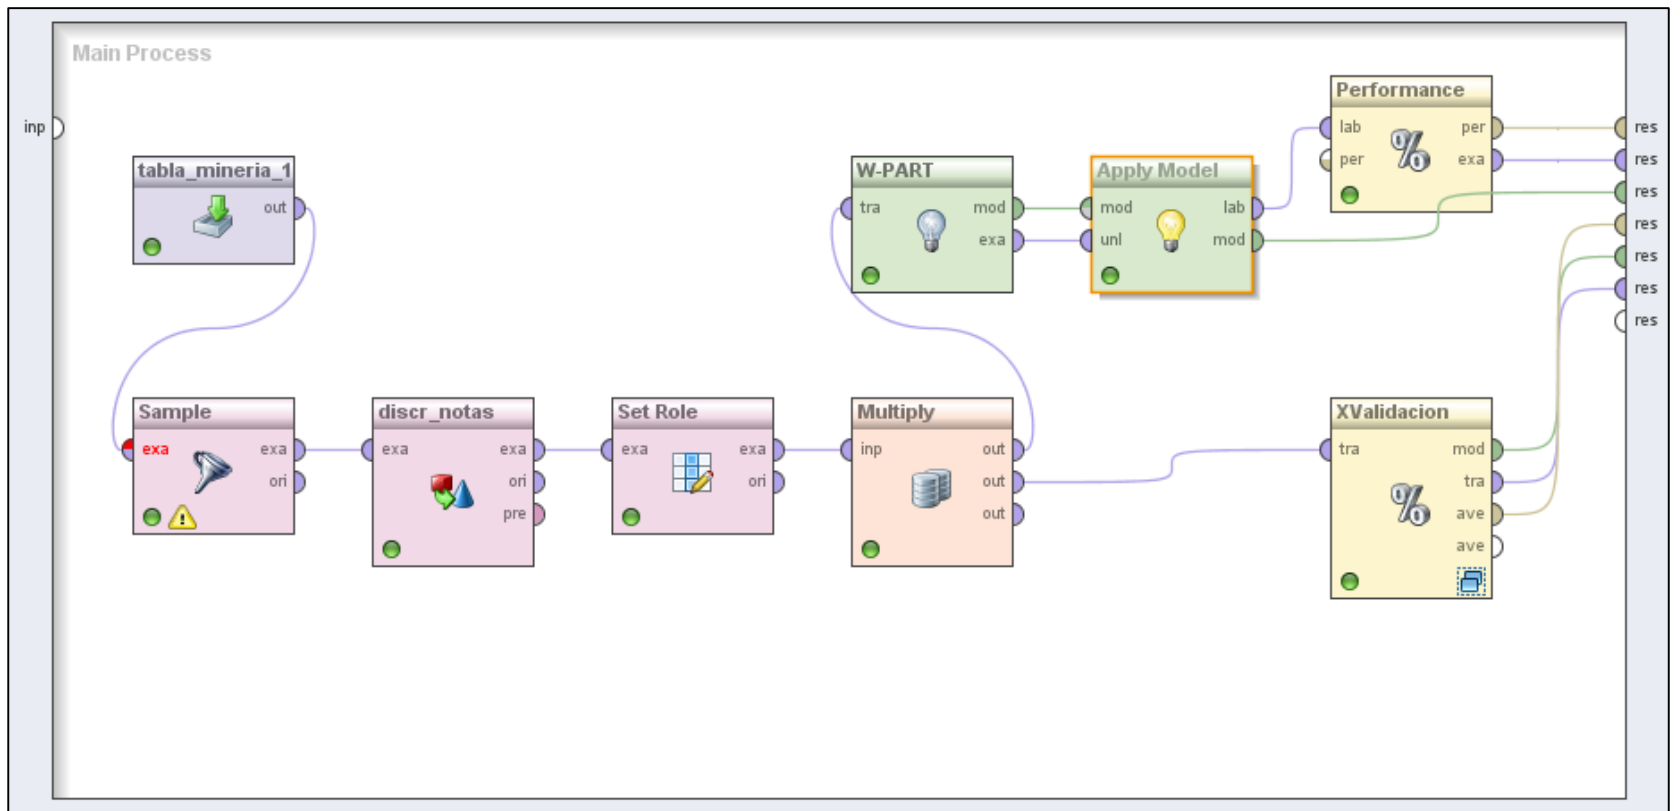 Main Process
inp
tabla_mineria_1
out
W-PART
tra
mod
exa
Apply Model
mod
lab
unl
mod
Performance
lab
per
per
exa
res
res
res
res
res
res
res
Sample
exa
exa
ori
discr_notas
exa
exa
ori
pre
Set Role
exa
exa
ori
Multiply
inp
out
out
out
XValidacion
tra
mod
tra
ave
ave